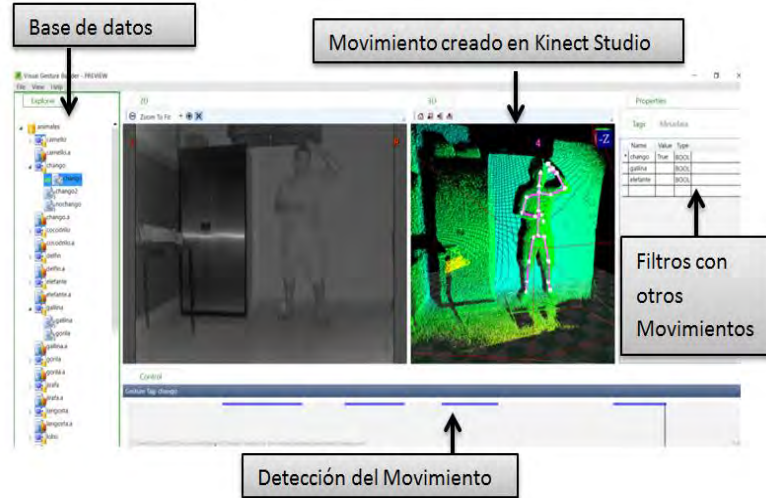 Base de datos
Movimiento creado en Kinect Studio
Visual Gesture Builder - PREVIEW
File View Help
Explorer
2D
3D
Properties
Zoom To Fit
Tags Metadata
animales
camello
camello.a
chango
chango
chango2
nochango
chango.a
cocodrilo
cocodrilo.a
delfin
delfin.a
elefante
elefante.a
gallina
gallina
gorila
gallina.a
gorila
gorila.a
jirafa
jirafa.a
lengorila
lengorila.a
lobo
4
-Z
Name Value Type
chango True BOOL
gallina BOOL
elefante BOOL
Filtros con
otros
Movimientos
Control
Gesture Tag: chango
Detección del Movimiento